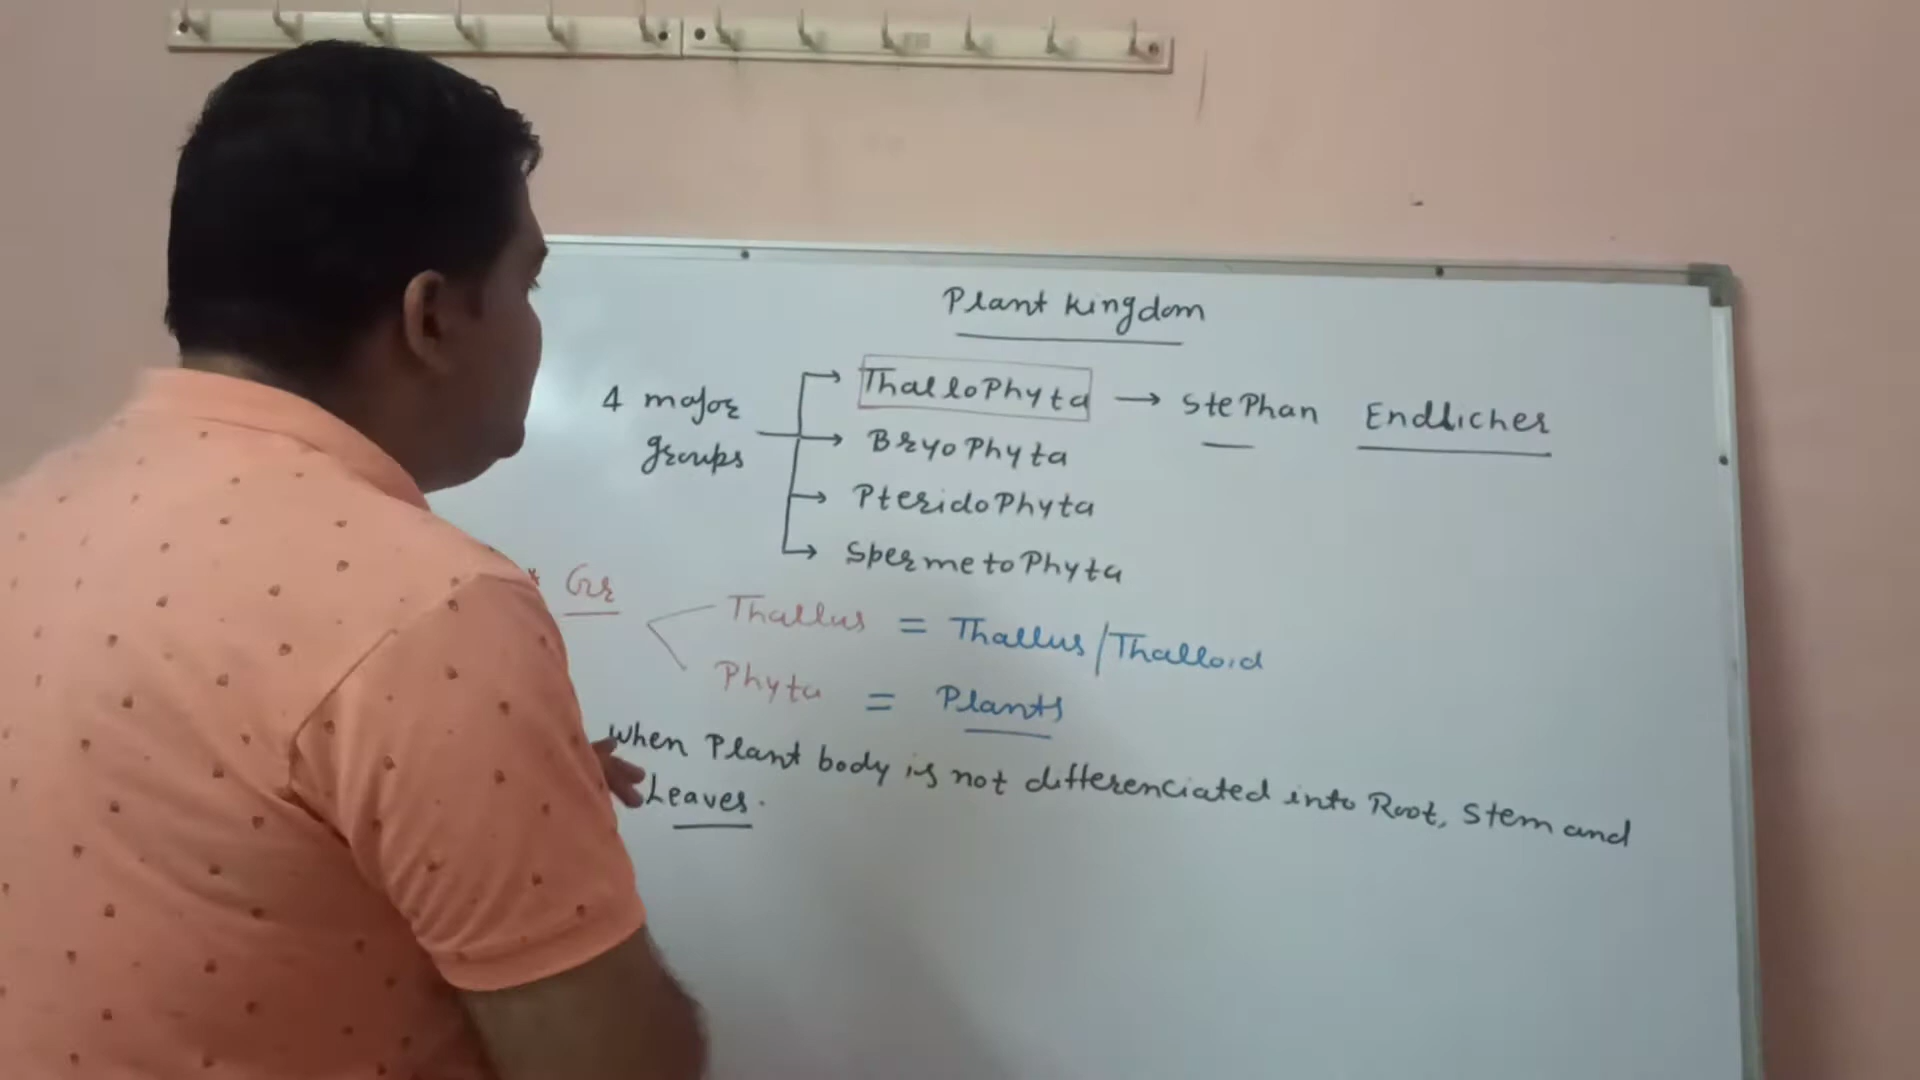 Plant Kingdom
4 major groups
ThalloPhyta → StePhan Endlicher
BryoPhyta
PteridoPhyta
SpermetoPhyta
* Gr
Thallus = Thallus/Thalloid
Phyta = Plants
When Plant body is not differenciated into Root, Stem and
Leaves.